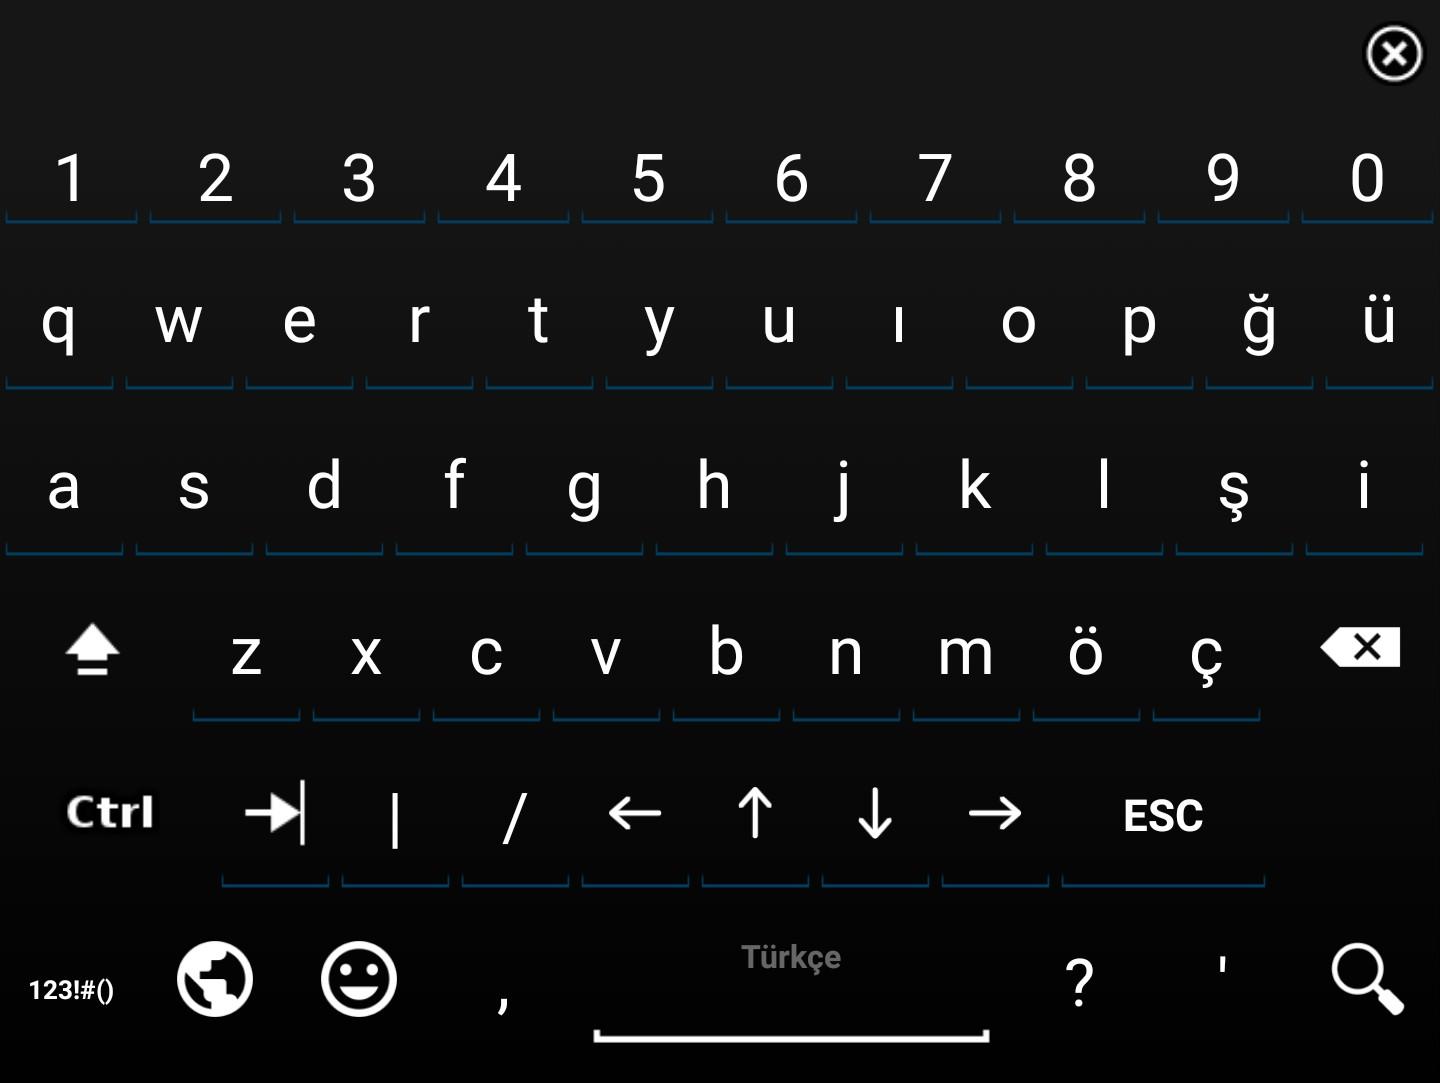 1 2 3 4 5 6 7 8 9 0
q w e r t y u ı o p ğ ü
a s d f g h j k l ş i
z x c v b n m ö ç
Ctrl | / ← ↑ ↓ → ESC
123!#() , Türkçe ? '